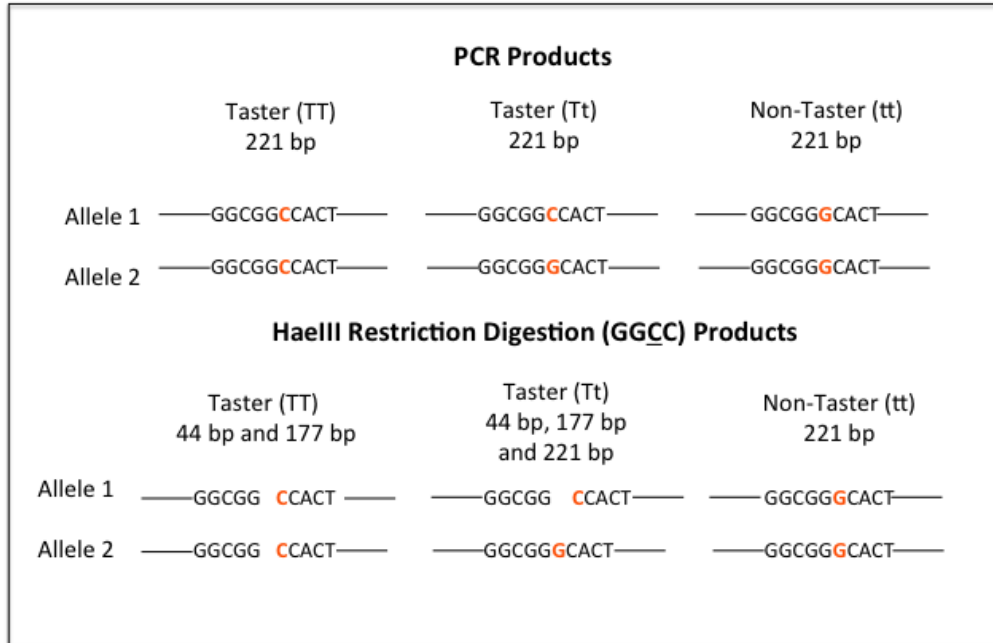 PCR Products
Taster (TT)
221 bp
Taster (Tt)
221 bp
Non-Taster (tt)
221 bp
Allele 1
GGCGGCCACT
GGCGGCCACT
GGCGGGCACT
Allele 2
GGCGGCCACT
GGCGGGCACT
GGCGGGCACT
HaeIII Restriction Digestion (GGCC) Products
Taster (TT)
44 bp and 177 bp
Taster (Tt)
44 bp, 177 bp
and 221 bp
Non-Taster (tt)
221 bp
Allele 1
GGCGG CCACT
GGCGG CCACT
GGCGGGCACT
Allele 2
GGCGG CCACT
GGCGGGCACT
GGCGGGCACT